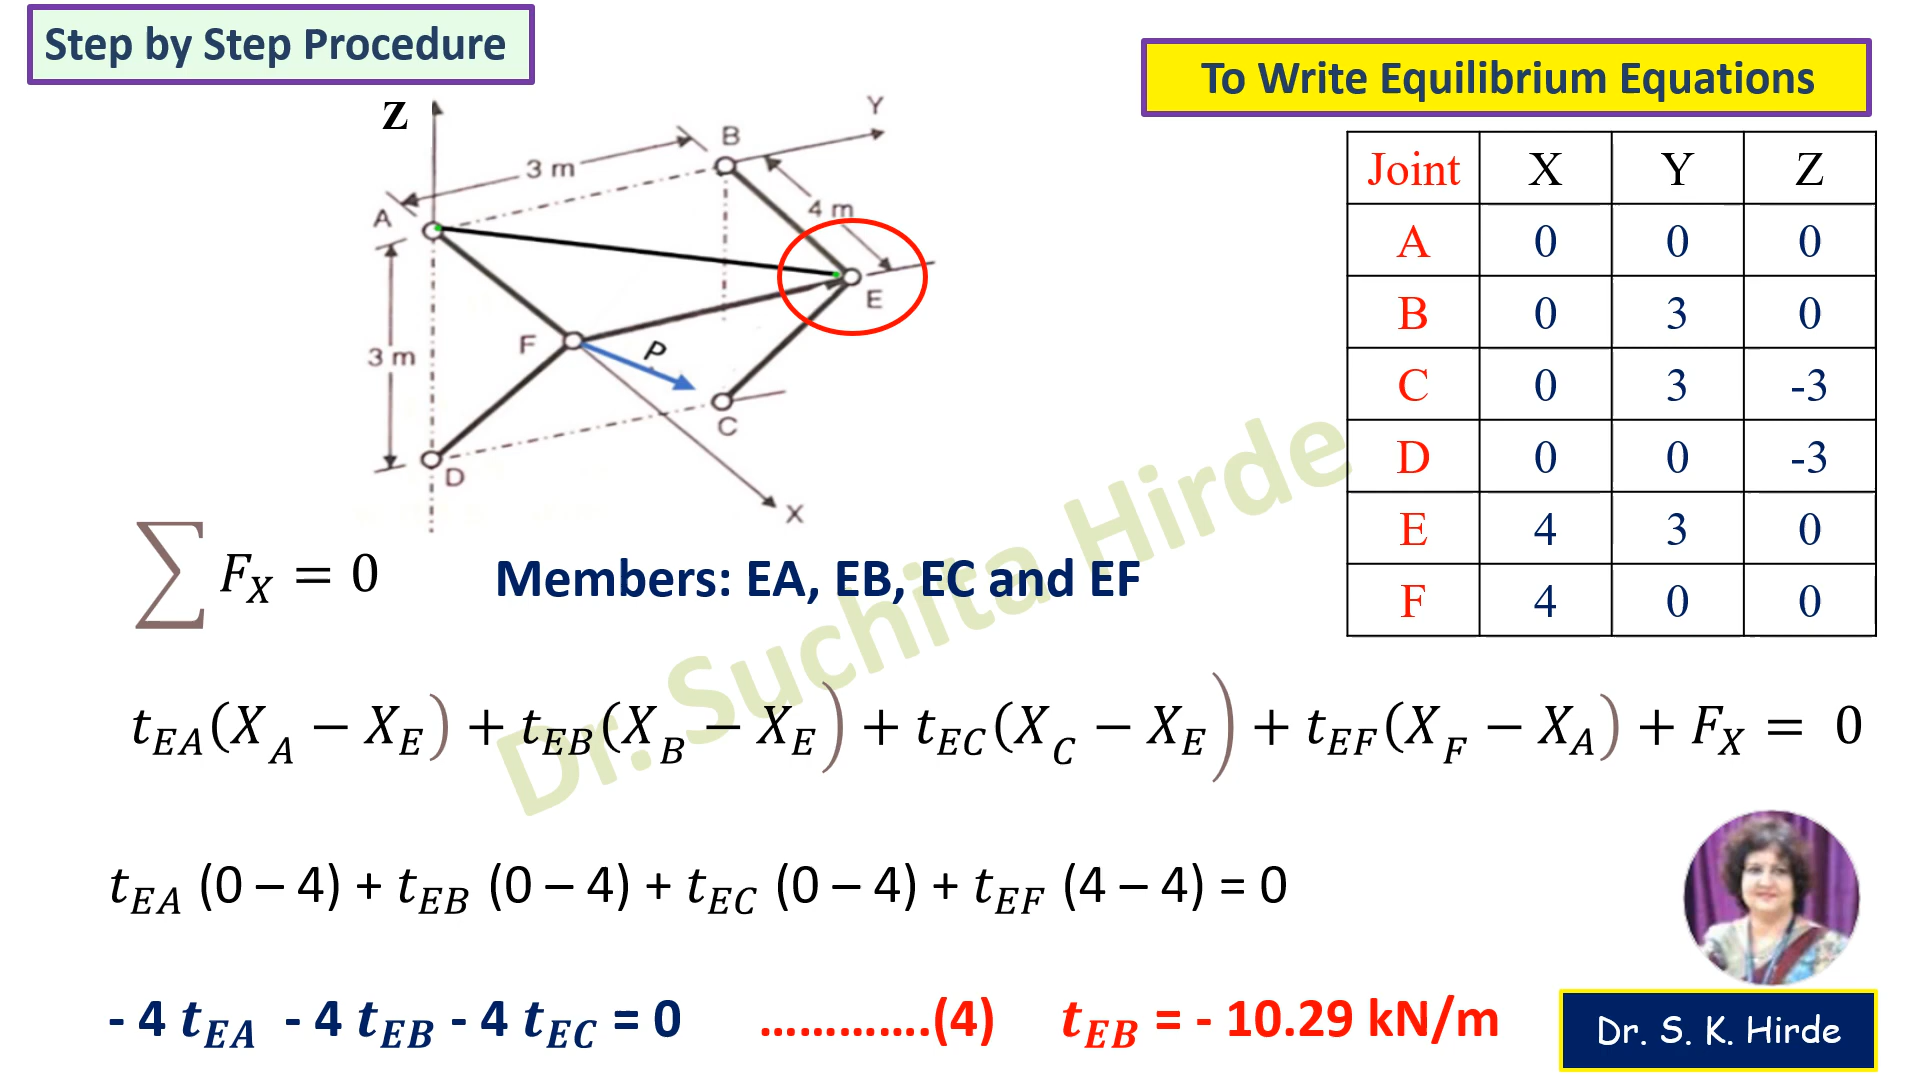 Step by Step Procedure
To Write Equilibrium Equations
Z
Y
B
3 m
4 m
A
E
F
P
3 m
C
D
X
Joint X Y Z
A 0 0 0
B 0 3 0
C 0 3 -3
D 0 0 -3
E 4 3 0
F 4 0 0
∑ F_X = 0
Members: EA, EB, EC and EF
t_EA(X_A − X_E) + t_EB(X_B − X_E) + t_EC(X_C − X_E) + t_EF(X_F − X_A) + F_X = 0
t_EA (0 – 4) + t_EB (0 – 4) + t_EC (0 – 4) + t_EF (4 – 4) = 0
- 4 t_EA - 4 t_EB - 4 t_EC = 0 .............(4) t_EB = - 10.29 kN/m
Dr. Suchita Hirde
Dr. S. K. Hirde